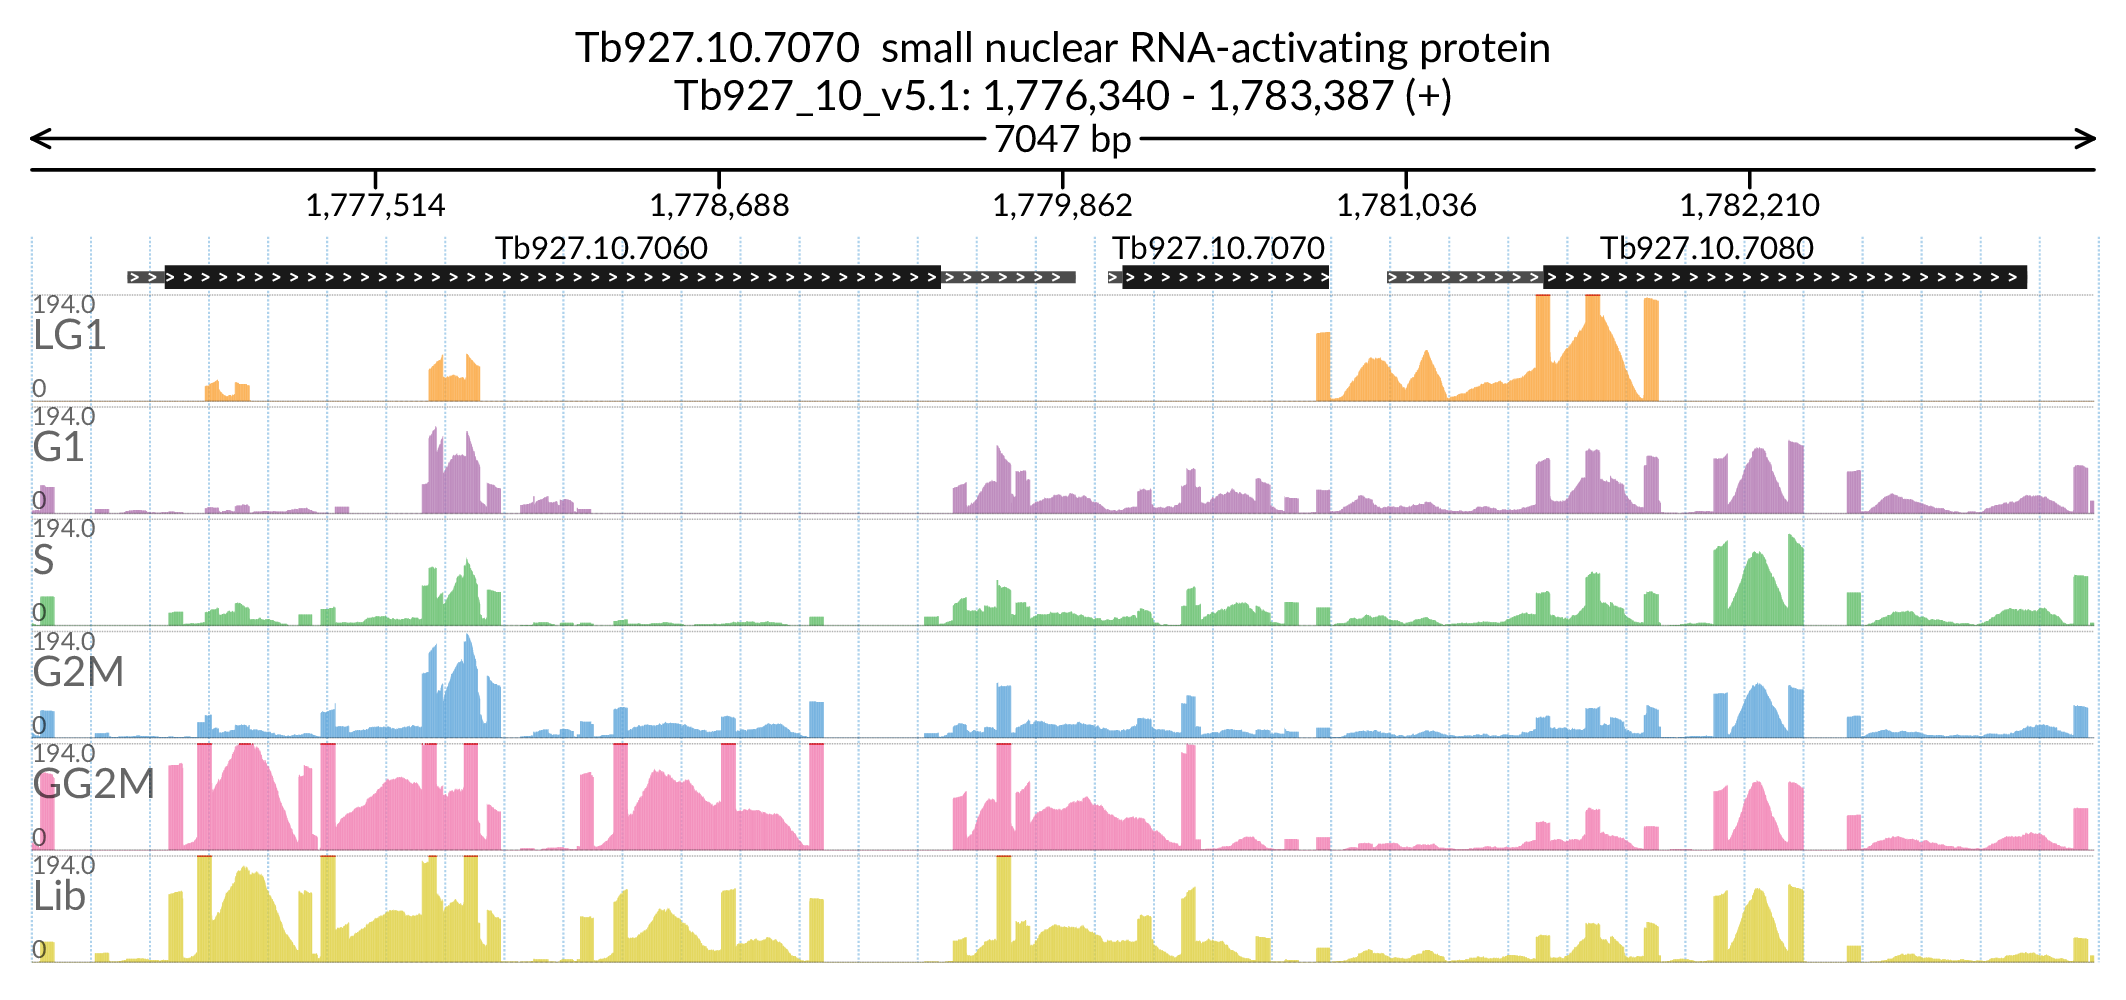 Tb927.10.7070  small nuclear RNA-activating protein
Tb927_10_v5.1: 1,776,340 - 1,783,387 (+)
7047 bp
1,777,514 1,778,688 1,779,862 1,781,036 1,782,210
Tb927.10.7060 Tb927.10.7070 Tb927.10.7080
194.0
LG1
0
194.0
G1
0
194.0
S
0
194.0
G2M
0
194.0
GG2M
0
194.0
Lib
0